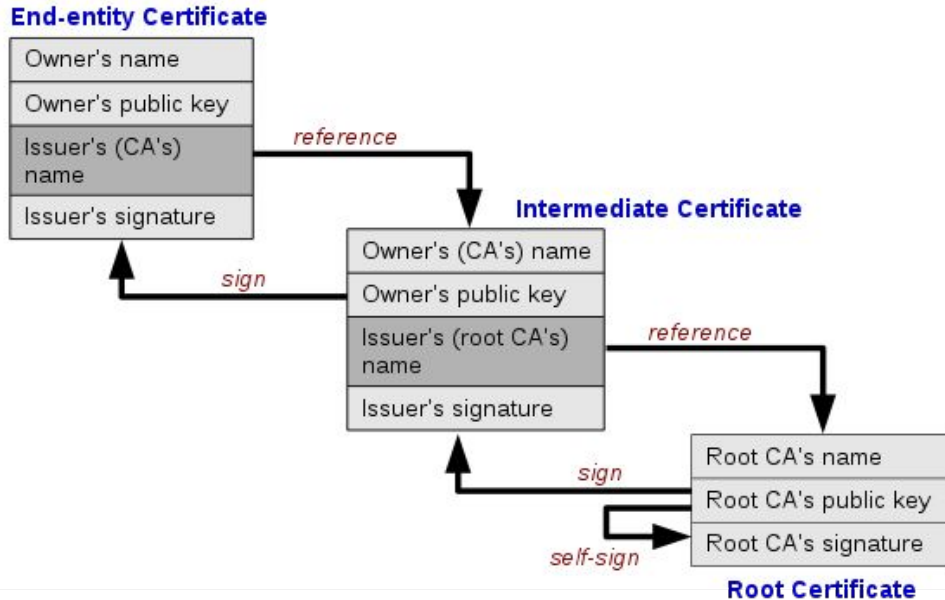 End-entity Certificate
Owner's name
Owner's public key
Issuer's (CA's)
name
Issuer's signature
reference
sign
Intermediate Certificate
Owner's (CA's) name
Owner's public key
Issuer's (root CA's)
name
Issuer's signature
reference
sign
self-sign
Root CA's name
Root CA's public key
Root CA's signature
Root Certificate